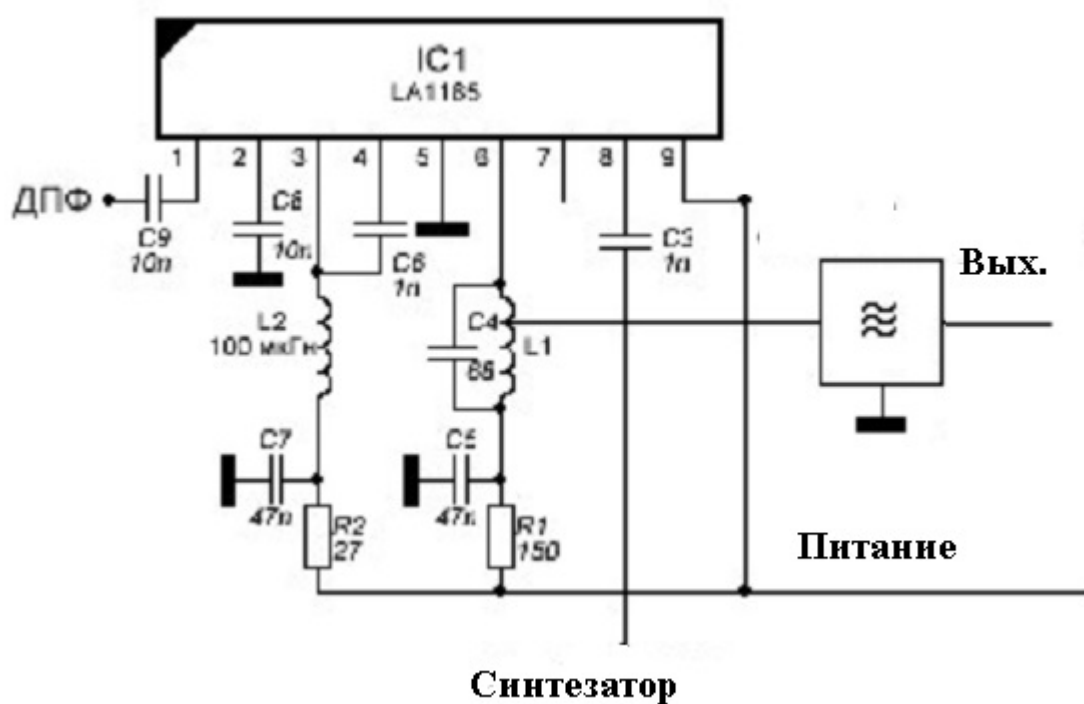 IC1
LA1185
1 2 3 4 5 6 7 8 9
ДПФ
C9
10n
C8
10n
C6
1n
C3
1n
Вых.
L2
100 мкГн
C4
L1
C7
47n
C5
47n
R2
27
R1
150
Питание
Синтезатор